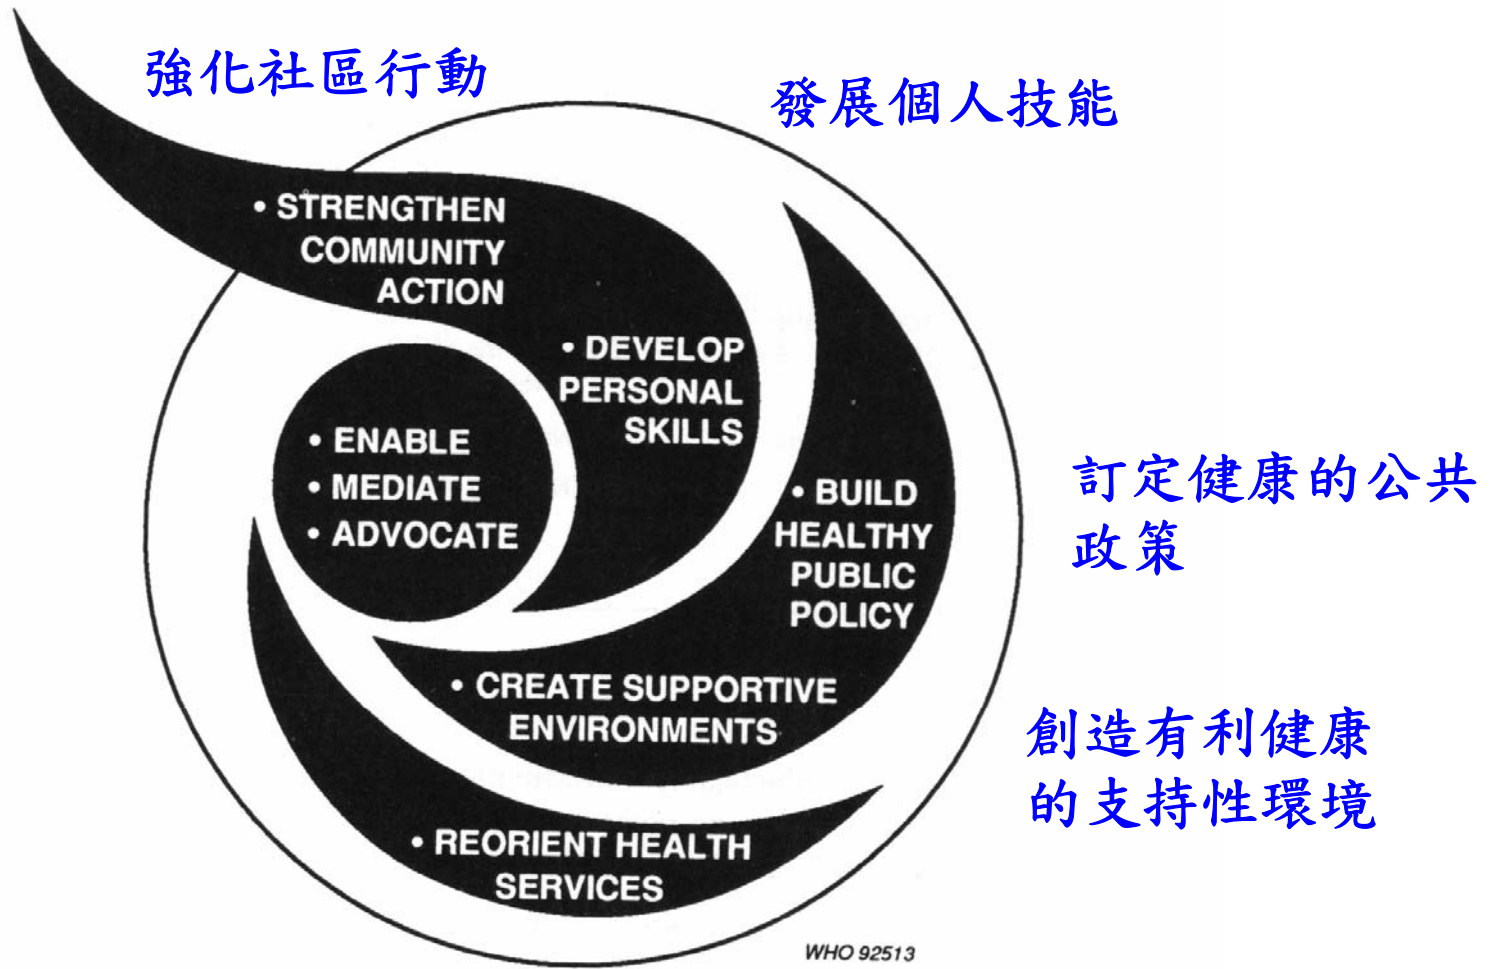 強化社區行動
發展個人技能
• STRENGTHEN
COMMUNITY
ACTION
• DEVELOP
PERSONAL
SKILLS
• ENABLE
• MEDIATE
• ADVOCATE
• BUILD
HEALTHY
PUBLIC
POLICY
訂定健康的公共
政策
• CREATE SUPPORTIVE
ENVIRONMENTS
創造有利健康
的支持性環境
• REORIENT HEALTH
SERVICES
WHO 92513